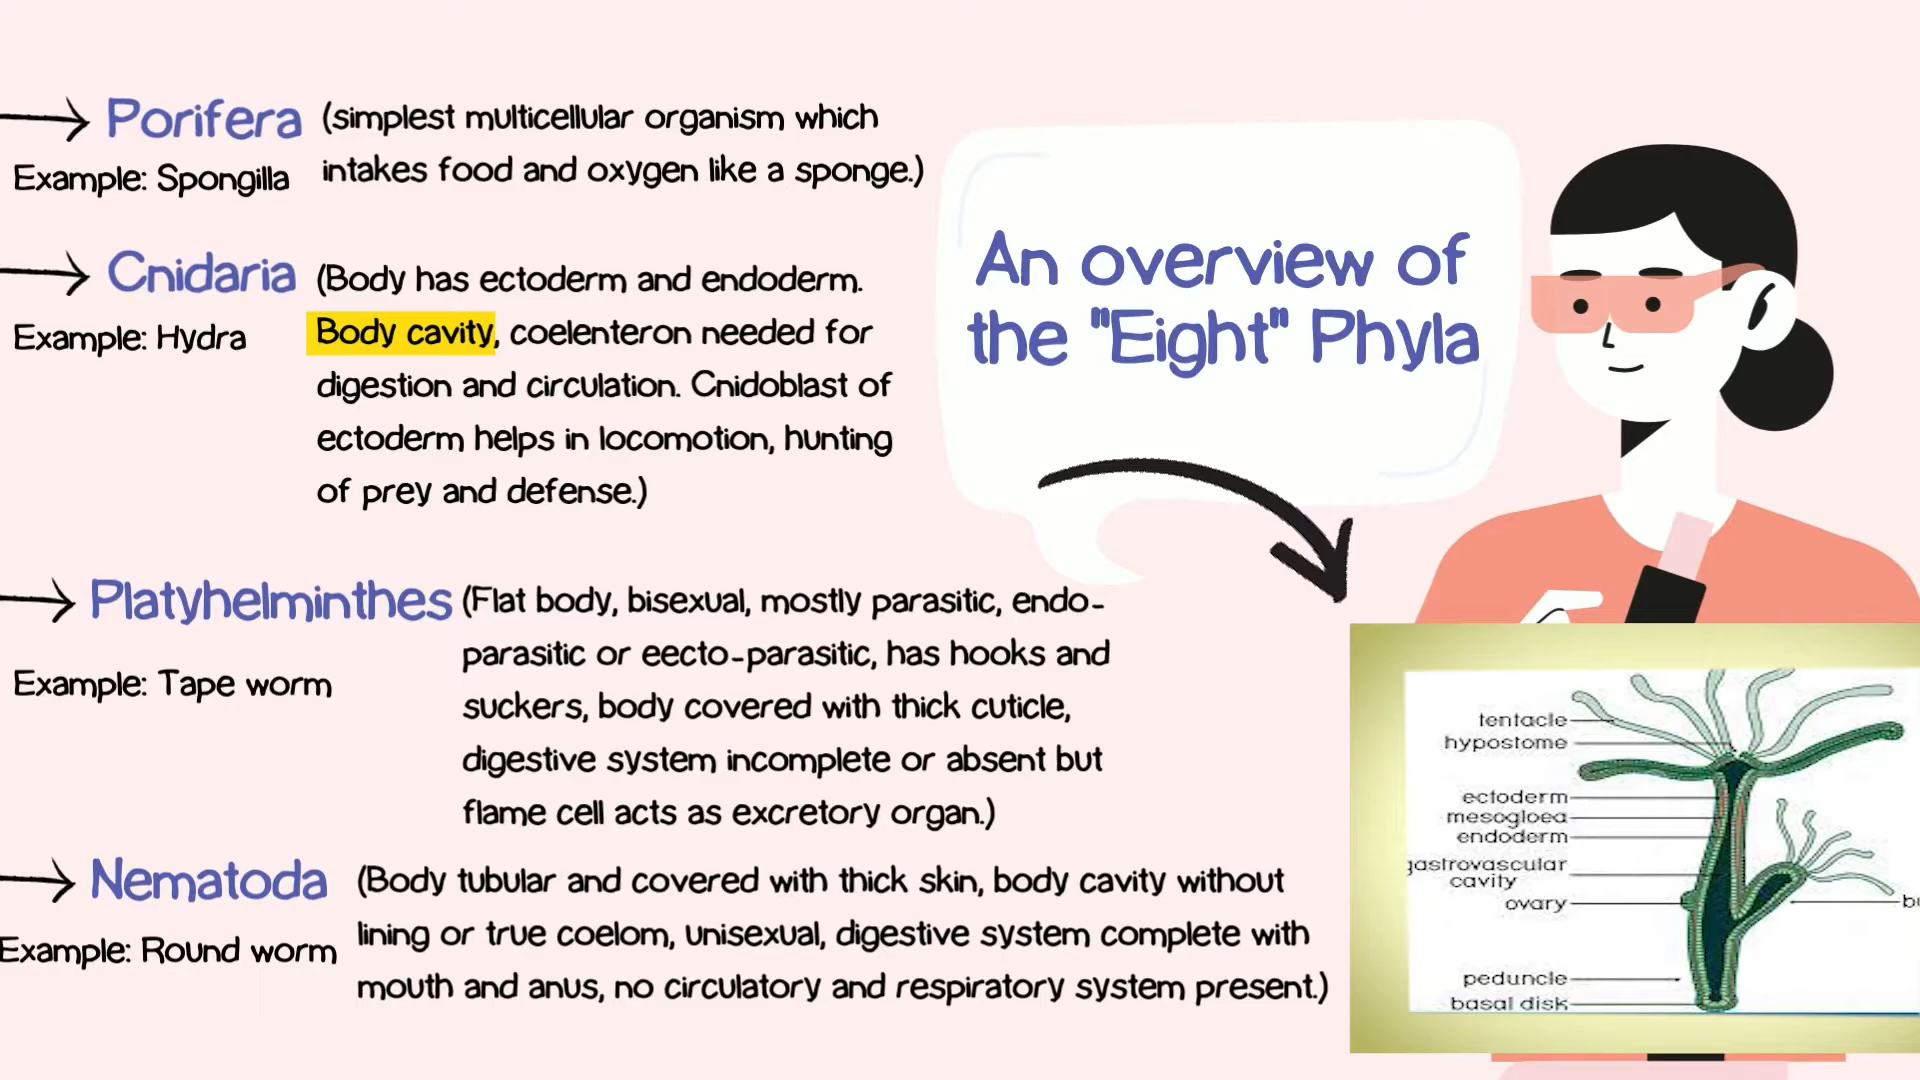 Porifera (simplest multicellular organism which
Example: Spongilla intakes food and oxygen like a sponge.)
Cnidaria (Body has ectoderm and endoderm.
Example: Hydra Body cavity, coelenteron needed for
digestion and circulation. Cnidoblast of
ectoderm helps in locomotion, hunting
of prey and defense.)
Platyhelminthes (Flat body, bisexual, mostly parasitic, endo-
parasitic or eecto-parasitic, has hooks and
Example: Tape worm
suckers, body covered with thick cuticle,
digestive system incomplete or absent but
flame cell acts as excretory organ.)
Nematoda (Body tubular and covered with thick skin, body cavity without
Example: Round worm lining or true coelom, unisexual, digestive system complete with
mouth and anus, no circulatory and respiratory system present.)
An overview of
the "Eight" Phyla
tentacle
hypostome
ectoderm
mesogloea
endoderm
gastrovascular
cavity
ovary
peduncle
basal disk